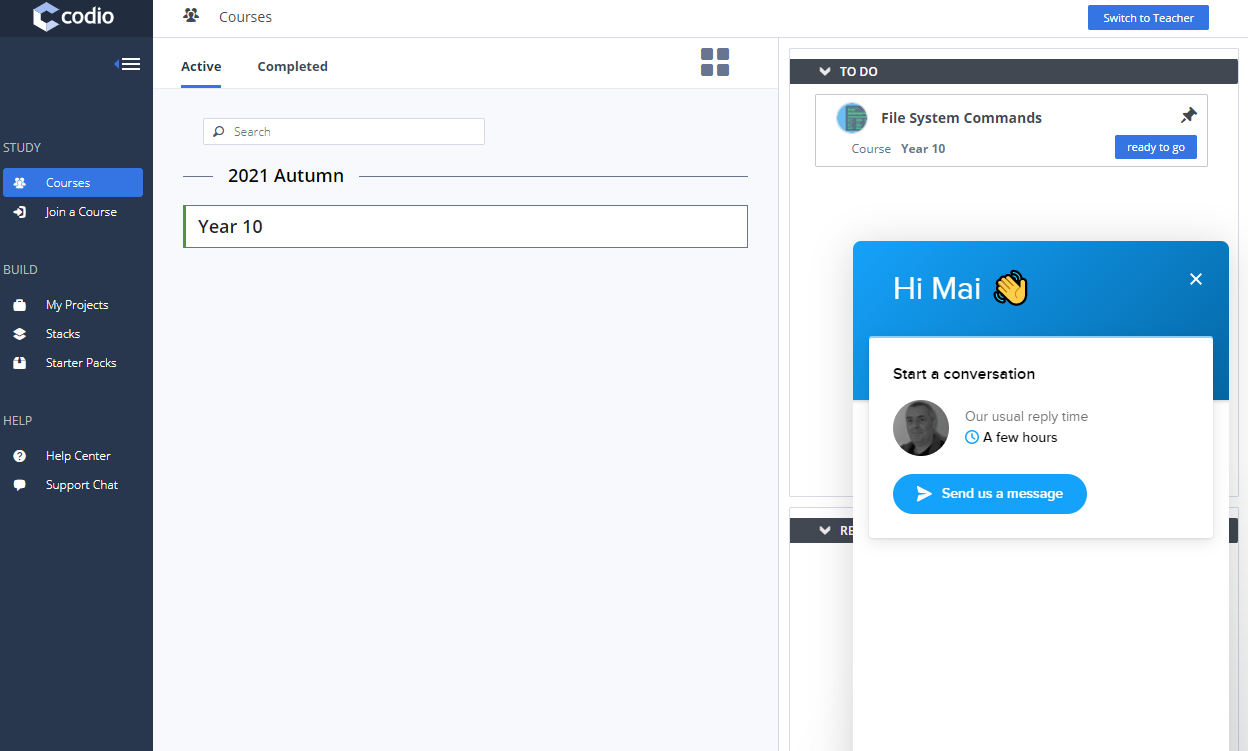 codio
Courses
Switch to Teacher
STUDY
Courses
Join a Course
BUILD
My Projects
Stacks
Starter Packs
HELP
Help Center
Support Chat
Active
Completed
Search
2021 Autumn
Year 10
TO DO
File System Commands
Course Year 10
ready to go
RE
Hi Mai 👋
Start a conversation
Our usual reply time
A few hours
Send us a message